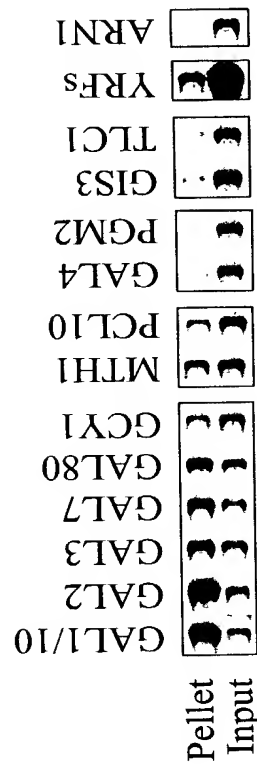 ARN1
YRFs
TLC1
GIS3
PGM2
GAL4
PCL10
MTH1
GCY1
GAL80
GAL7
GAL3
GAL2
GAL1/10
Pellet
Input